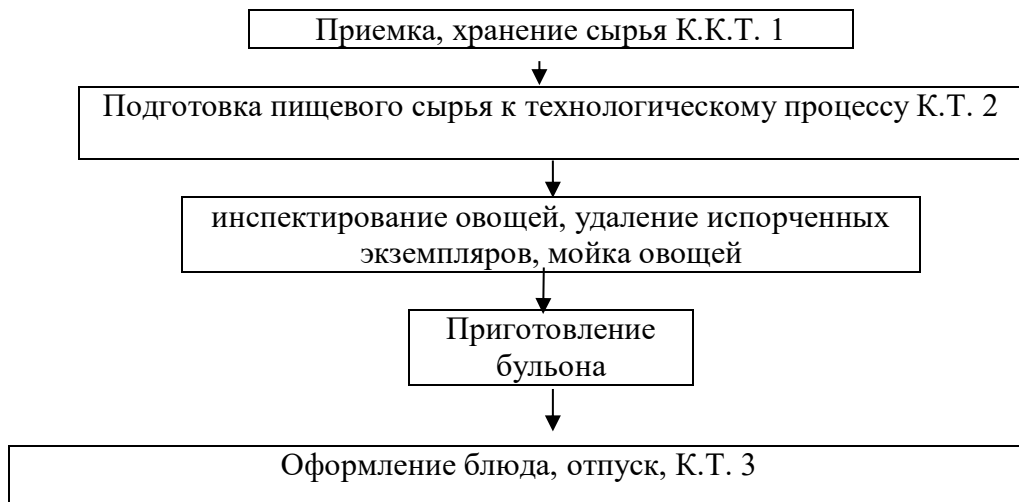 Приемка, хранение сырья К.К.Т. 1
Подготовка пищевого сырья к технологическому процессу К.Т. 2
инспектирование овощей, удаление испорченных
экземпляров, мойка овощей
Приготовление
бульона
Оформление блюда, отпуск, К.Т. 3